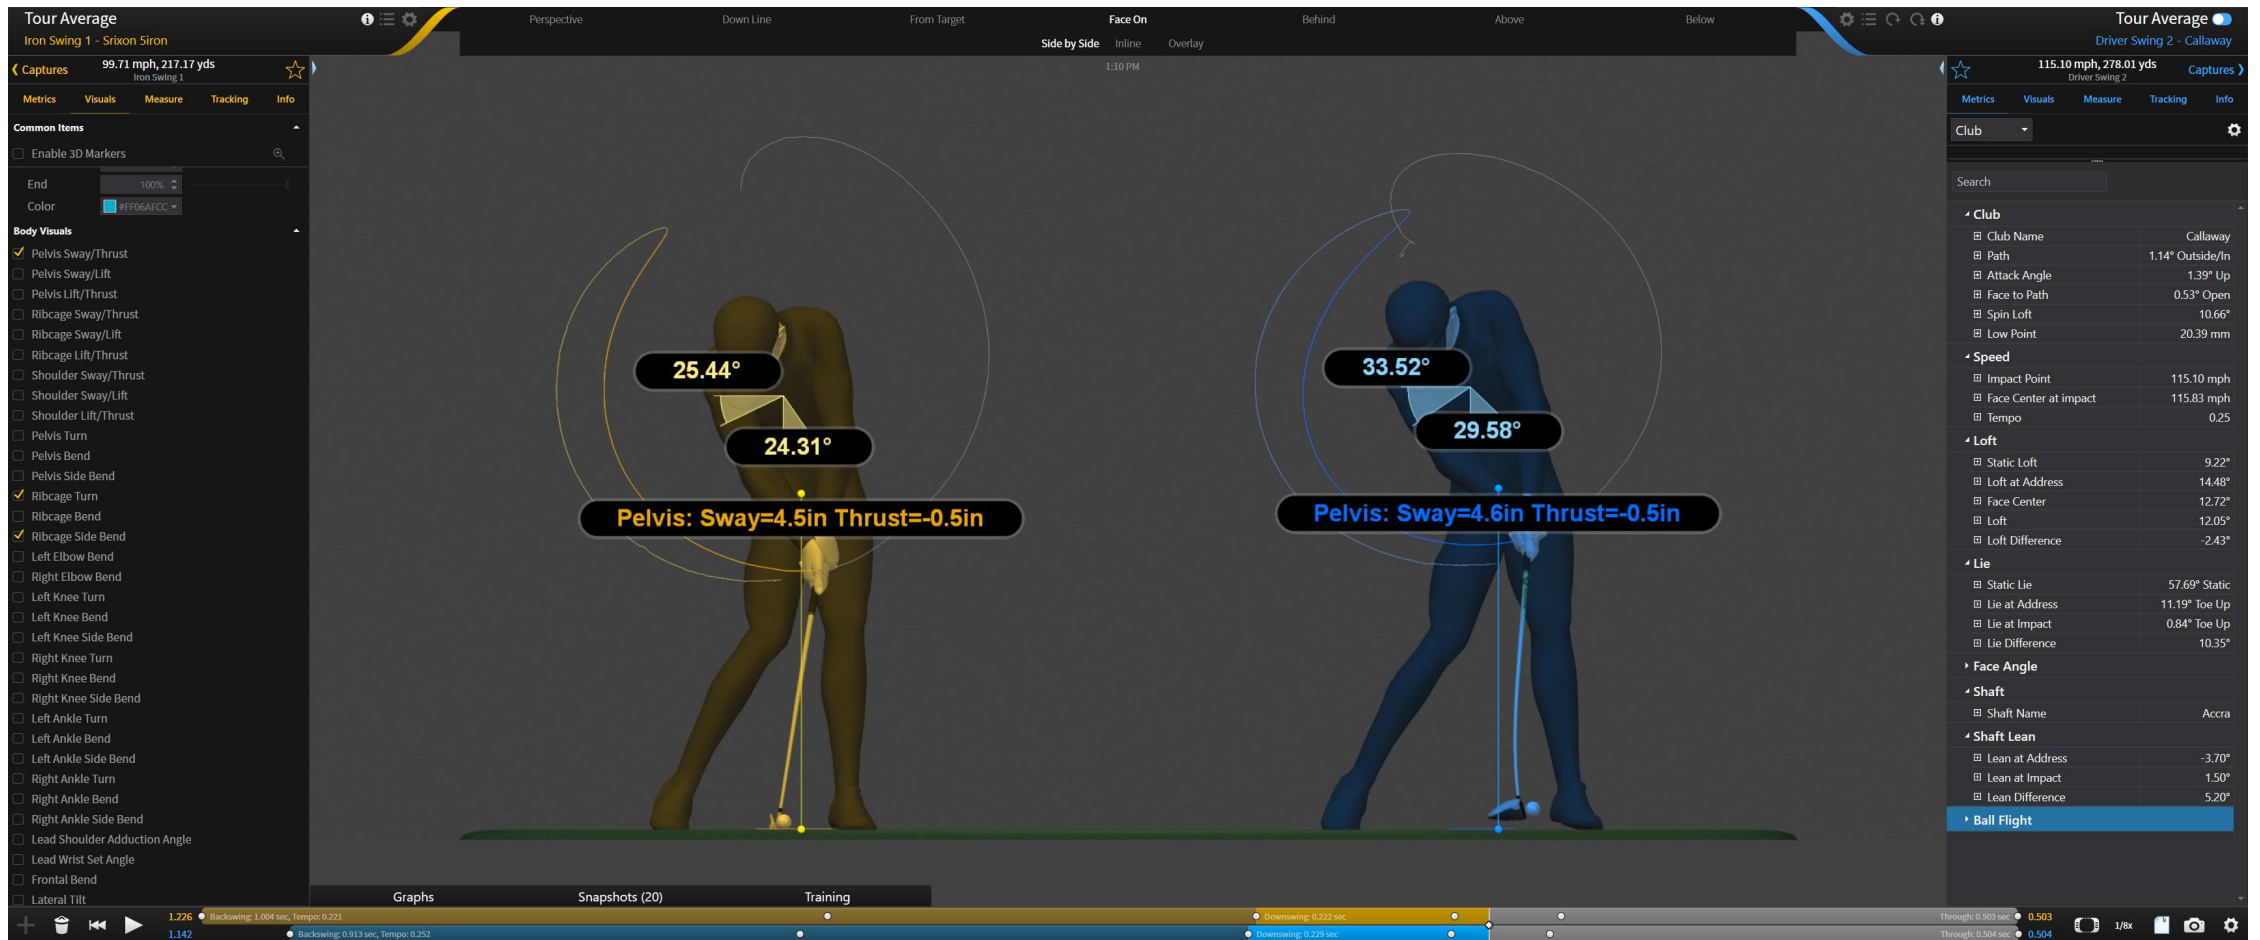 Tour Average
Iron Swing 1 - Srixon 5iron
Perspective
Down Line
From Target
Face On
Behind
Above
Below
Side by Side
Inline
Overlay
Tour Average
Driver Swing 2 - Callaway
Captures
99.71 mph, 217.17 yds
Iron Swing 1
1:10 PM
115.10 mph, 278.01 yds
Driver Swing 2
Captures
Metrics
Visuals
Measure
Tracking
Info
Common Items
Enable 3D Markers
End
100%
Color
#FF06AFCC
Body Visuals
Pelvis Sway/Thrust
Pelvis Sway/Lift
Pelvis Lift/Thrust
Ribcage Sway/Thrust
Ribcage Sway/Lift
Ribcage Lift/Thrust
Shoulder Sway/Thrust
Shoulder Sway/Lift
Shoulder Lift/Thrust
Pelvis Turn
Pelvis Bend
Pelvis Side Bend
Ribcage Turn
Ribcage Bend
Ribcage Side Bend
Left Elbow Bend
Right Elbow Bend
Left Knee Turn
Left Knee Bend
Left Knee Side Bend
Right Knee Turn
Right Knee Bend
Right Knee Side Bend
Left Ankle Turn
Left Ankle Bend
Left Ankle Side Bend
Right Ankle Turn
Right Ankle Bend
Right Ankle Side Bend
Lead Shoulder Adduction Angle
Lead Wrist Set Angle
Frontal Bend
Lateral Tilt
25.44°
24.31°
Pelvis: Sway=4.5in Thrust=-0.5in
33.52°
29.58°
Pelvis: Sway=4.6in Thrust=-0.5in
Metrics
Visuals
Measure
Tracking
Info
Club
Search
Club
Club Name Callaway
Path 1.14° Outside/In
Attack Angle 1.39° Up
Face to Path 0.53° Open
Spin Loft 10.66°
Low Point 20.39 mm
Speed
Impact Point 115.10 mph
Face Center at impact 115.83 mph
Tempo 0.25
Loft
Static Loft 9.22°
Loft at Address 14.48°
Face Center 12.72°
Loft 12.05°
Loft Difference -2.43°
Lie
Static Lie 57.69° Static
Lie at Address 11.19° Toe Up
Lie at Impact 0.84° Toe Up
Lie Difference 10.35°
Face Angle
Shaft
Shaft Name Accra
Shaft Lean
Lean at Address -3.70°
Lean at Impact 1.50°
Lean Difference 5.20°
Ball Flight
Graphs
Snapshots (20)
Training
1.226
Backswing: 1.004 sec, Tempo: 0.221
Downswing: 0.222 sec
Through: 0.503 sec
0.503
1.142
Backswing: 0.913 sec, Tempo: 0.252
Downswing: 0.229 sec
Through: 0.504 sec
0.504
1/8x